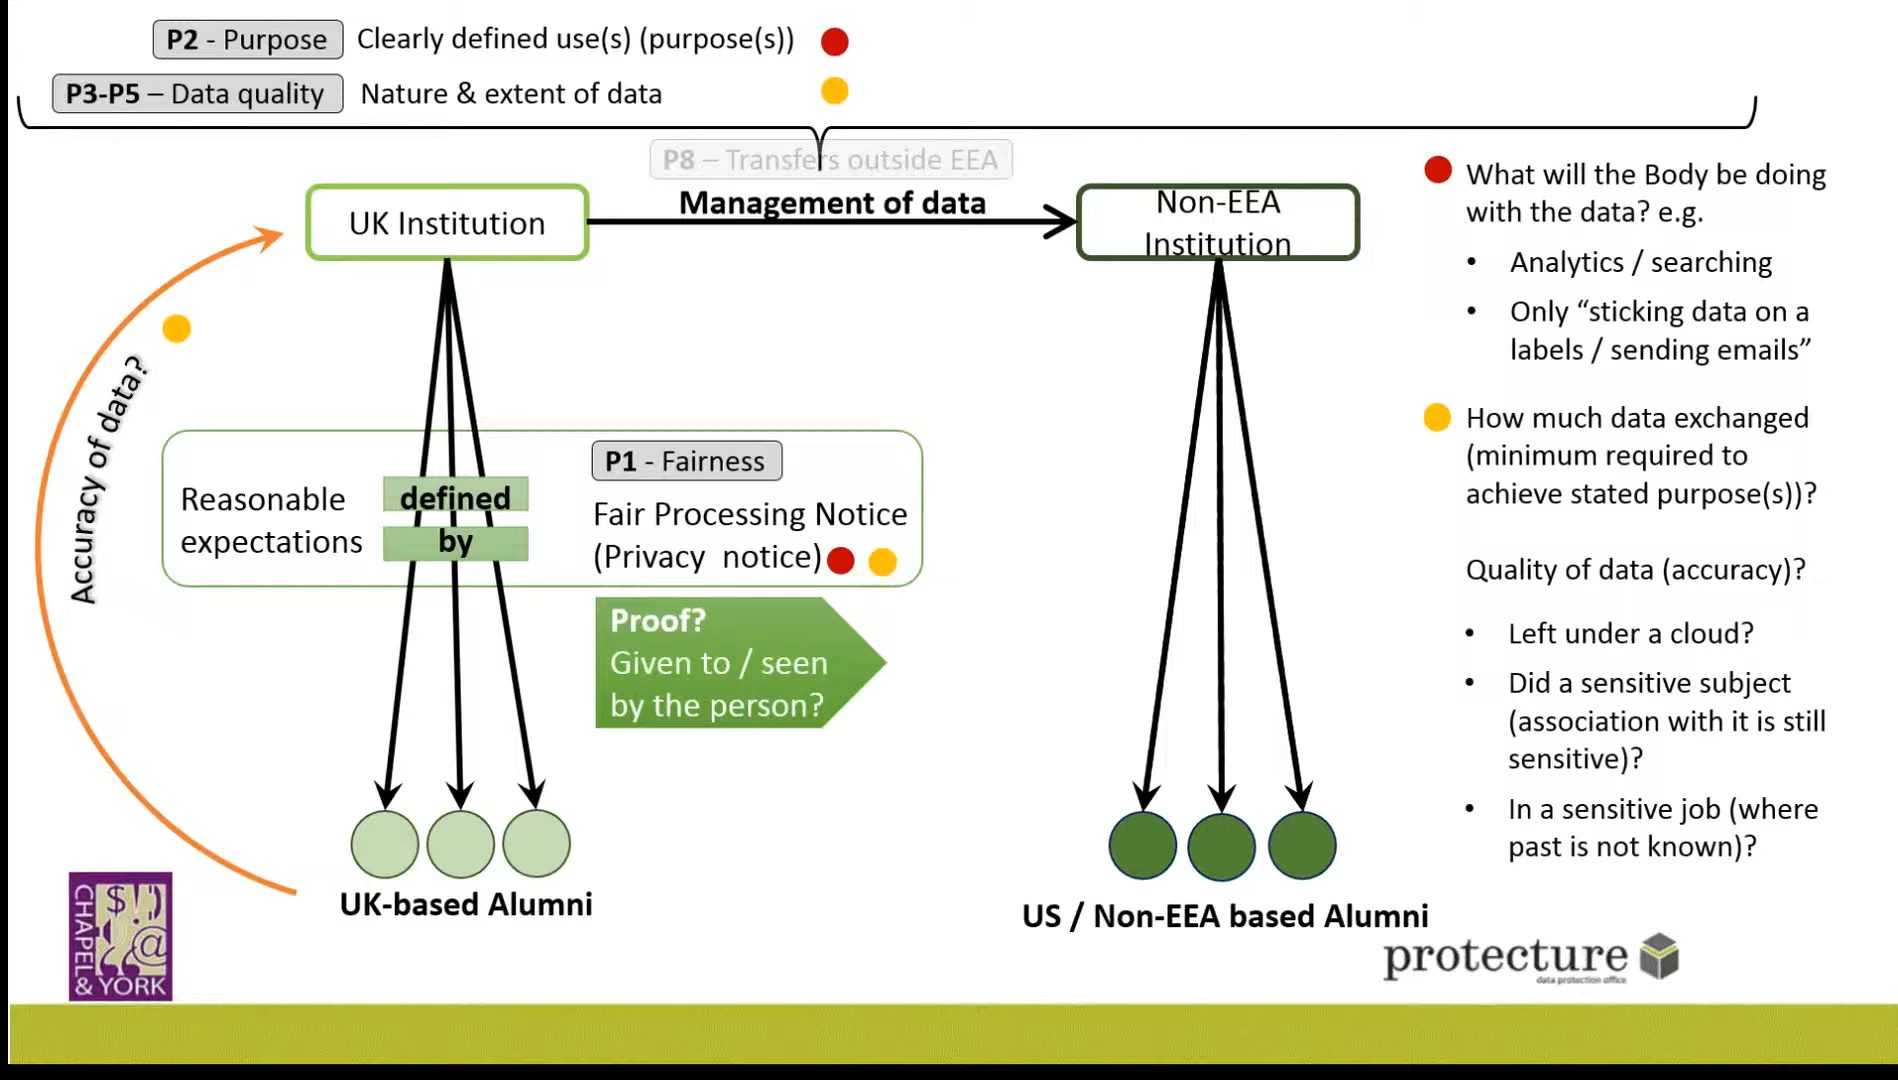 P2 - Purpose Clearly defined use(s) (purpose(s))
P3-P5 – Data quality Nature & extent of data
P8 – Transfers outside EEA
Management of data
UK Institution
Non-EEA
Institution
Accuracy of data?
Reasonable
expectations
defined
by
P1 - Fairness
Fair Processing Notice
(Privacy notice)
Proof?
Given to / seen
by the person?
UK-based Alumni
US / Non-EEA based Alumni
What will the Body be doing
with the data? e.g.
• Analytics / searching
• Only “sticking data on a
labels / sending emails”
How much data exchanged
(minimum required to
achieve stated purpose(s))?
Quality of data (accuracy)?
• Left under a cloud?
• Did a sensitive subject
(association with it is still
sensitive)?
• In a sensitive job (where
past is not known)?
CHAPEL
& YORK
protecture
data protection office